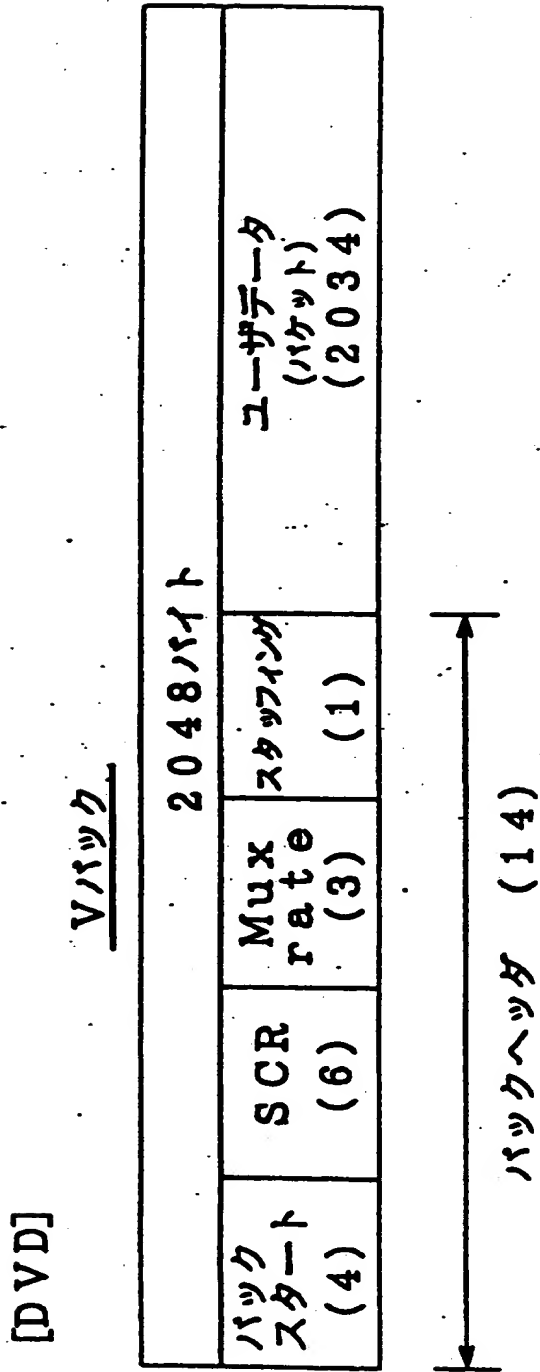 [DVD]
Vパック
2048バイト
パック
スタート
(4)
SCR
(6)
Mux
rate
(3)
スタッフィング
(1)
ユーザデータ
(パケット)
(2034)
パックヘッダ (14)